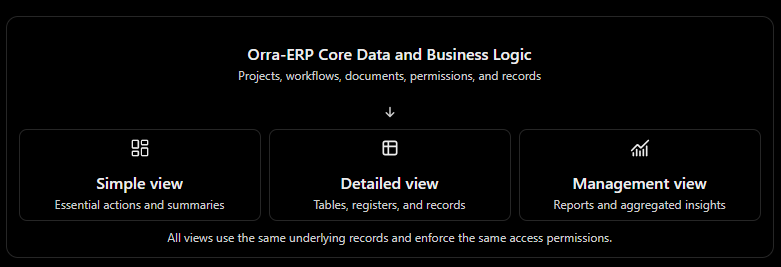 Orra-ERP Core Data and Business Logic
Projects, workflows, documents, permissions, and records
Simple view
Essential actions and summaries
Detailed view
Tables, registers, and records
Management view
Reports and aggregated insights
All views use the same underlying records and enforce the same access permissions.